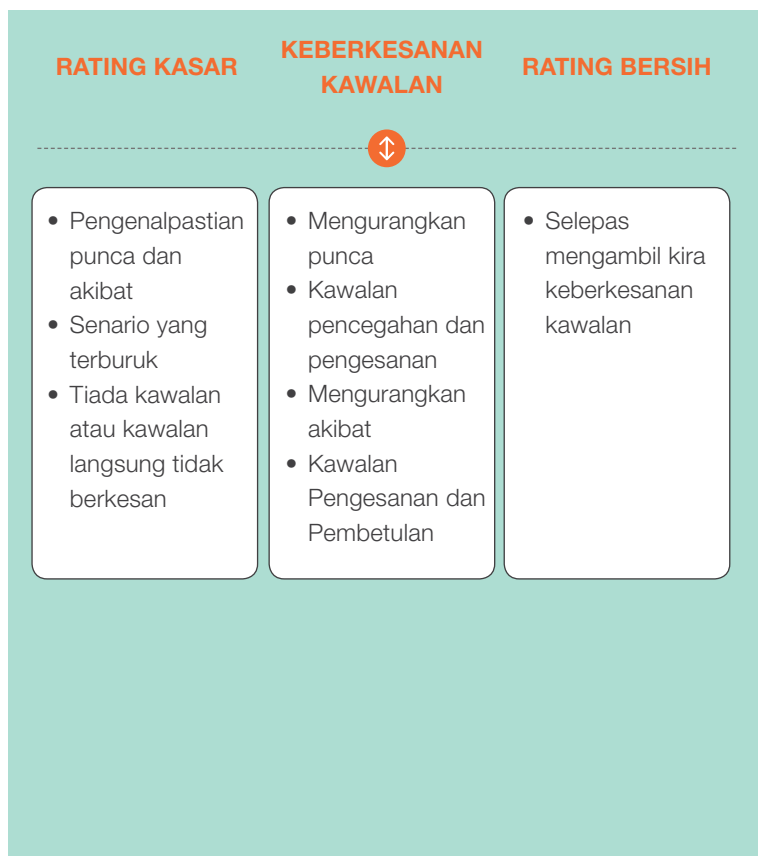 RATING KASAR
KEBERKESANAN
KAWALAN
RATING BERSIH
• Pengenalpastian
punca dan
akibat
• Senario yang
terburuk
• Tiada kawalan
atau kawalan
langsung tidak
berkesan
• Mengurangkan
punca
• Kawalan
pencegahan dan
pengesanan
• Mengurangkan
akibat
• Kawalan
Pengesanan dan
Pembetulan
• Selepas
mengambil kira
keberkesanan
kawalan